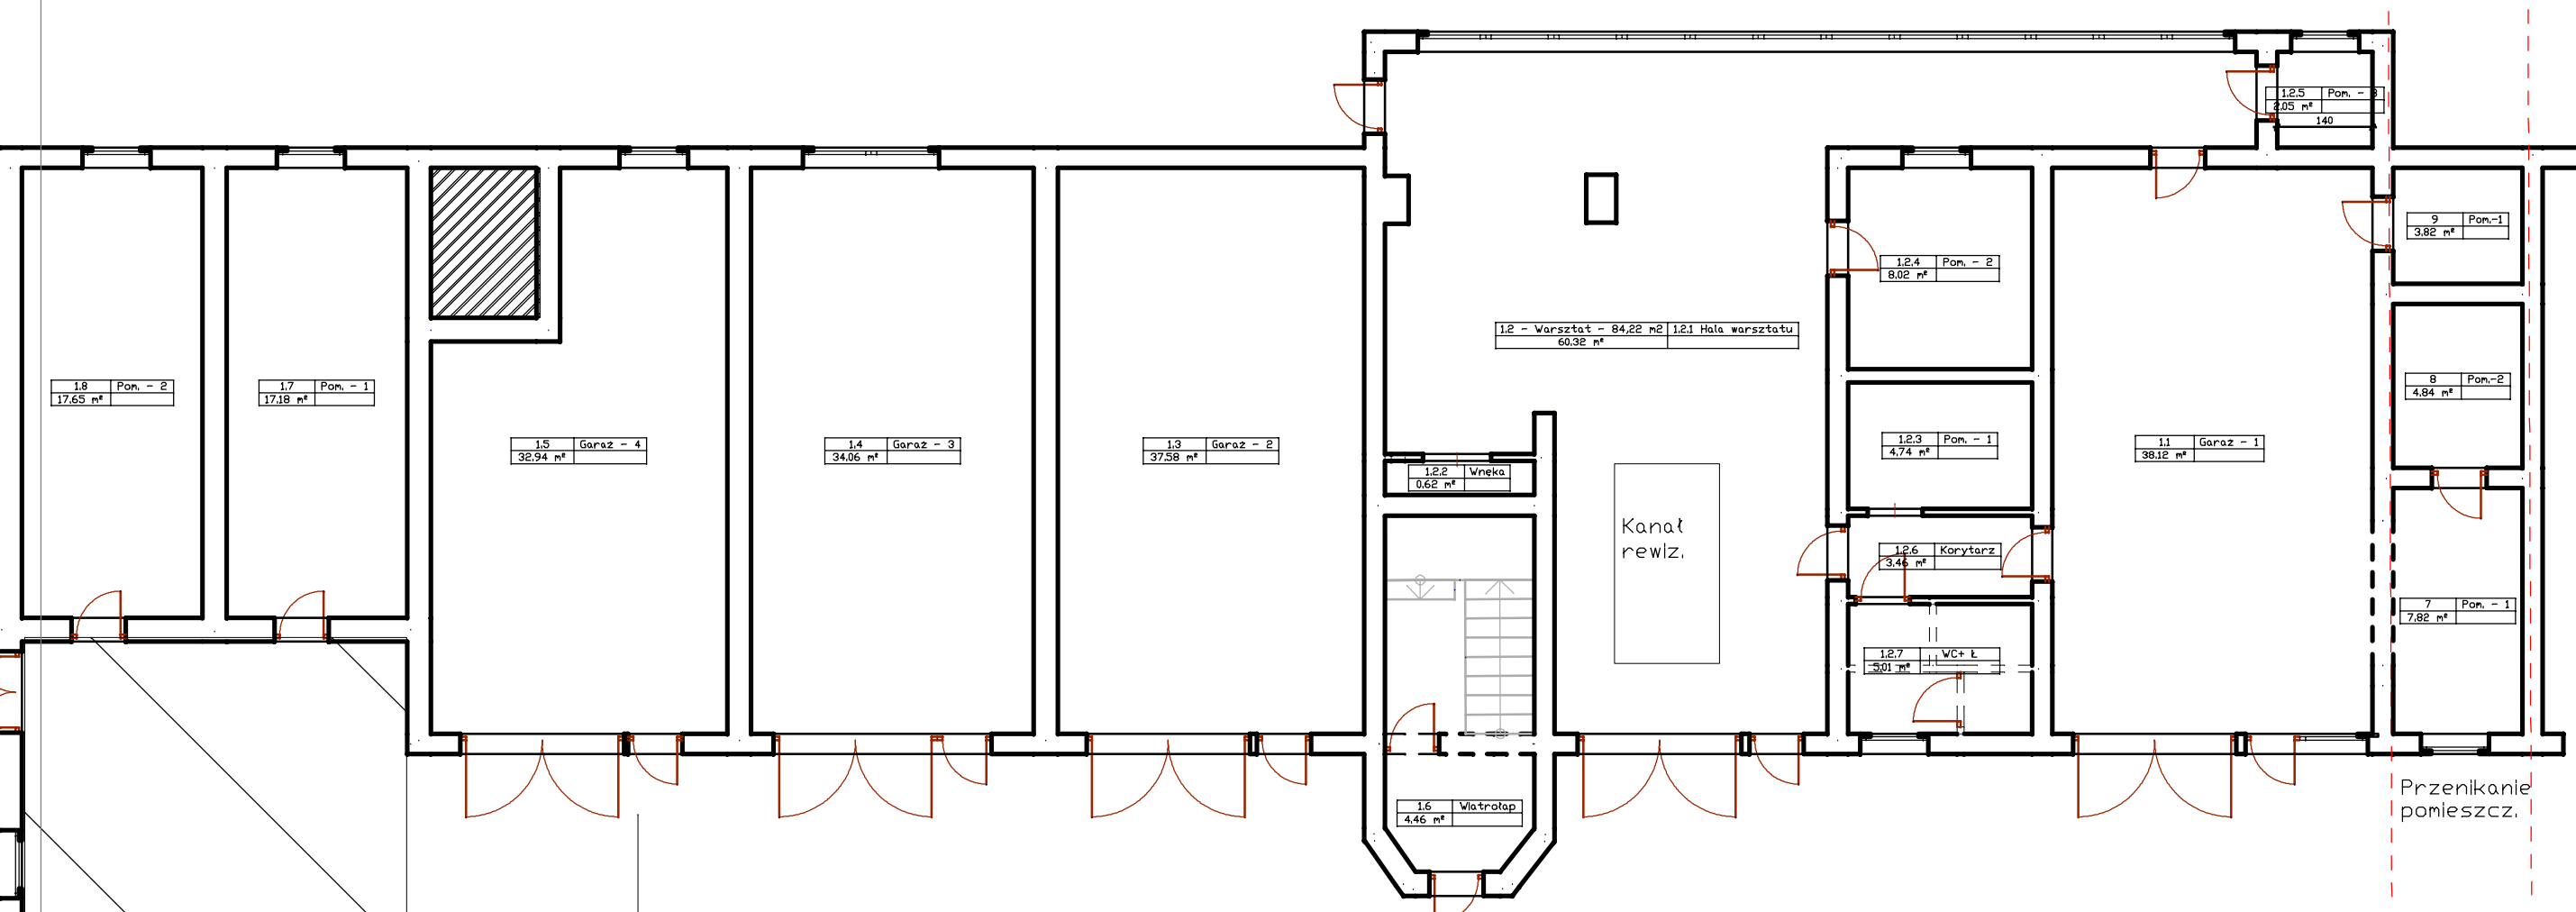 1.2.5 Pom. - 3
2.05 m²
140
9 Pom.-1
3.82 m²
1.2.4 Pom. - 2
8.02 m²
1.2 - Warsztat - 84,22 m2 1.2.1 Hala warsztatu
60.32 m²
1.8 Pom. - 2
17.65 m²
1.7 Pom. - 1
17.18 m²
8 Pom.-2
4.84 m²
1.5 Garaż - 4
32.94 m²
1.4 Garaż - 3
34.06 m²
1.3 Garaż - 2
37.58 m²
1.2.3 Pom. - 1
4.74 m²
1.1 Garaż - 1
38.12 m²
1.2.2 Wnęka
0.62 m²
Kanał
rewiz.
1.2.6 Korytarz
3.46 m²
7 Pom. - 1
7.82 m²
1.2.7 WC+ Ł
5.01 m²
Przenikanie
pomieszcz.
1.6 Wiatrołap
4.46 m²